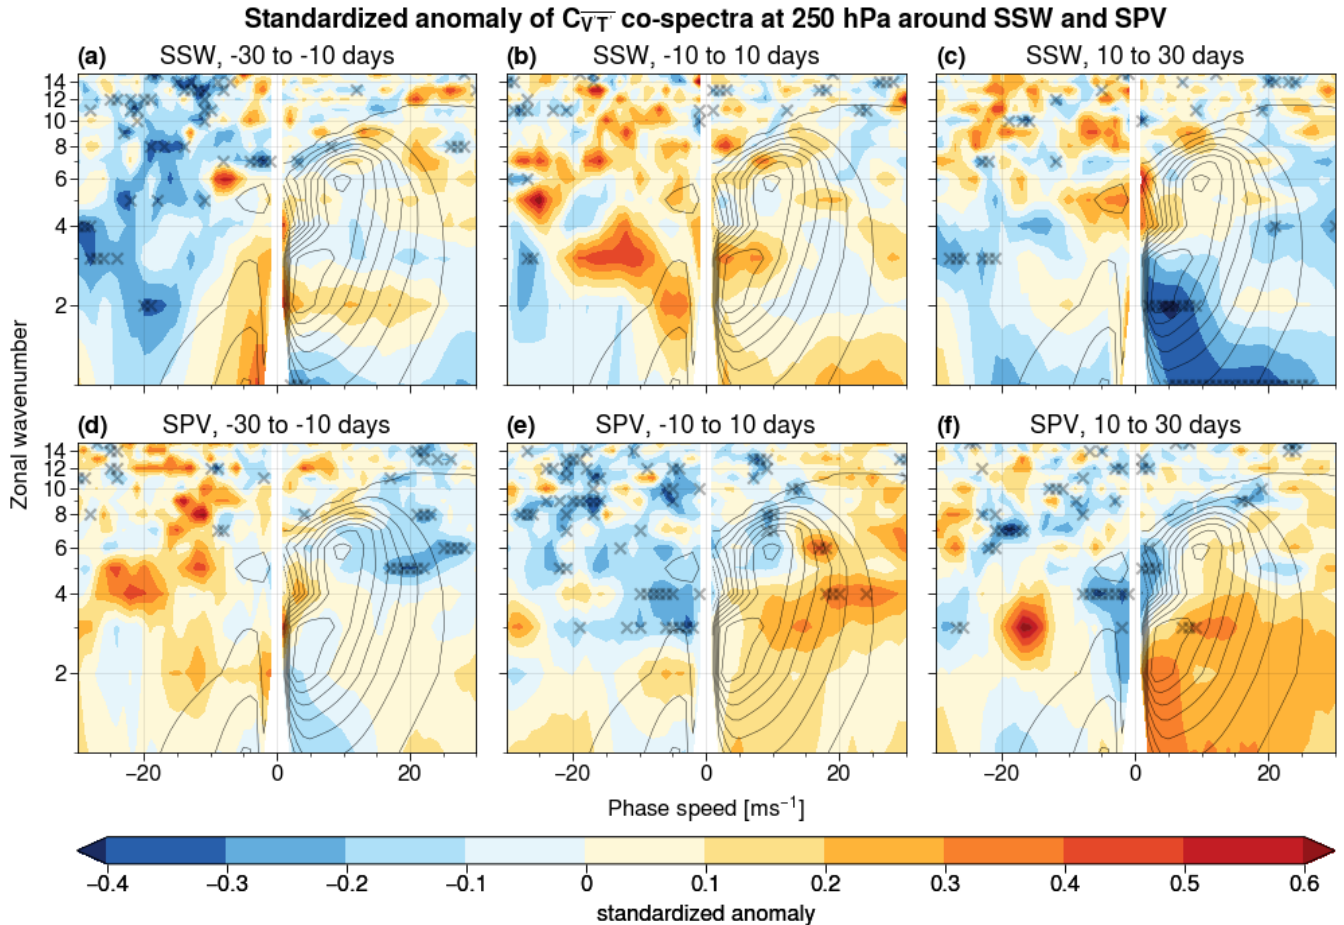 Standardized anomaly of C_{\overline{V'T'}} co-spectra at 250 hPa around SSW and SPV
(a) SSW, -30 to -10 days
(b) SSW, -10 to 10 days
(c) SSW, 10 to 30 days
14
12
10
8
6
4
2
(d) SPV, -30 to -10 days
(e) SPV, -10 to 10 days
(f) SPV, 10 to 30 days
14
12
10
8
6
4
2
Zonal wavenumber
−20 0 20
−20 0 20
−20 0 20
Phase speed [ms⁻¹]
−0.4 −0.3 −0.2 −0.1 0 0.1 0.2 0.3 0.4 0.5 0.6
standardized anomaly